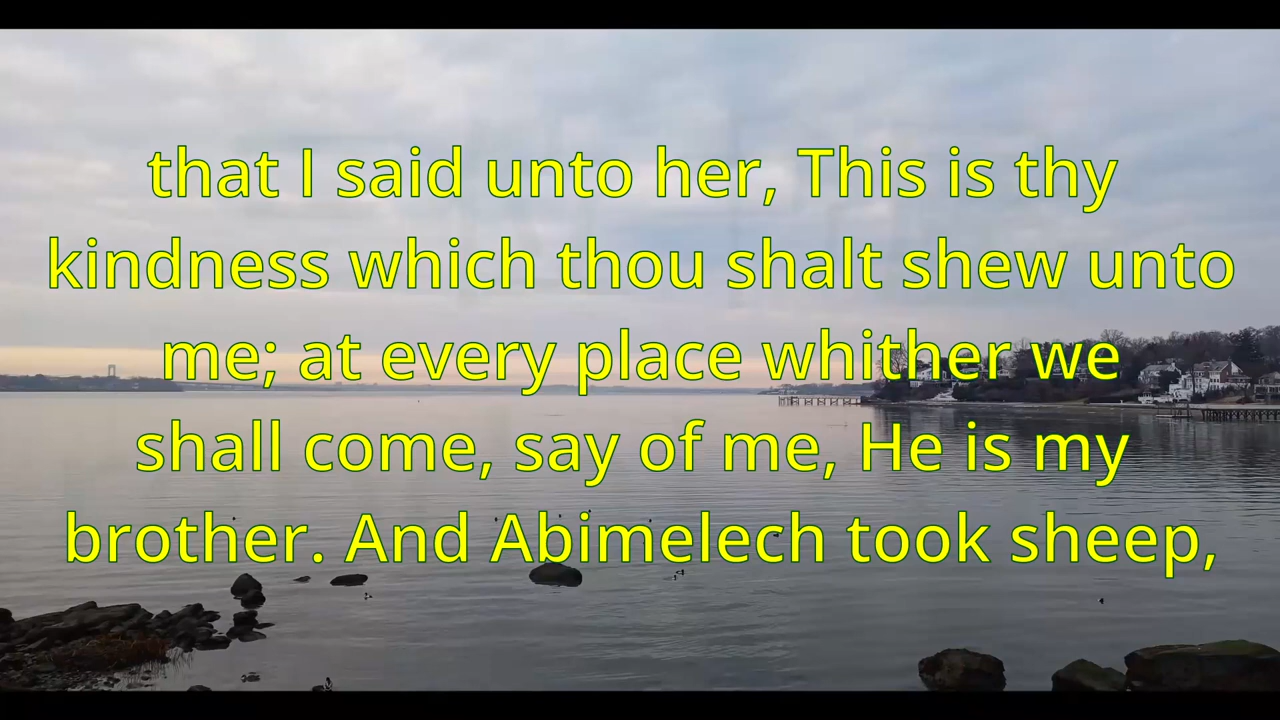 that I said unto her, This is thy
kindness which thou shalt shew unto
me; at every place whither we
shall come, say of me, He is my
brother. And Abimelech took sheep,